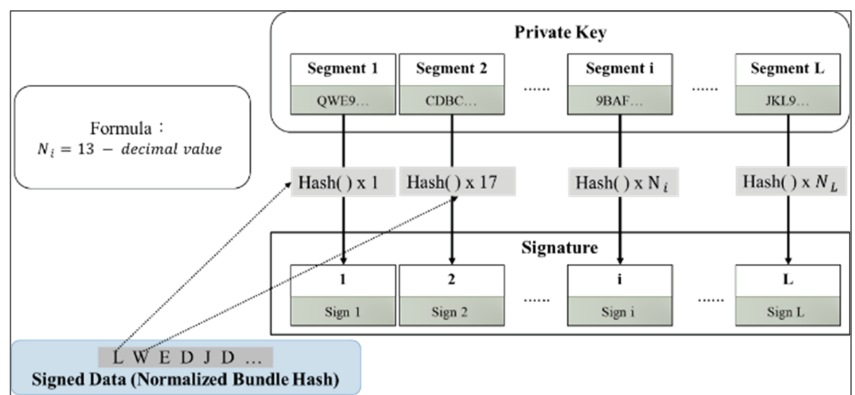 Private Key
Segment 1 Segment 2 ...... Segment i ...... Segment L
QWE9... CDBC... 9BAF... JKL9...
Formula：
N_i = 13 − decimal value
Hash( ) x 1 Hash( ) x 17 Hash( ) x N_i Hash( ) x N_L
Signature
1 2 i L
Sign 1 Sign 2 ...... Sign i ...... Sign L
L W E D J D ...
Signed Data (Normalized Bundle Hash)